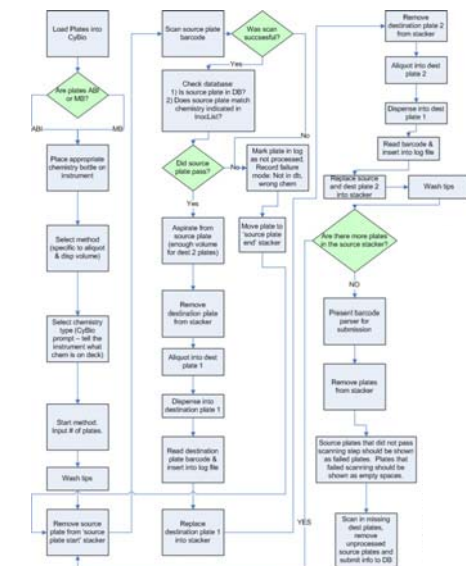 Load Plates into
CyBio
Are plates ABI
or MB?
ABI
MB
Place appropriate
chemistry bottle on
instrument
Select method
(specific to aliquot
& disp volume)
Select chemistry
type (CyBio
prompt – tell the
instrument what
chem is on deck)
Start method.
Input # of plates.
Wash tips
Remove source
plate from 'source
plate start' stacker
Scan source plate
barcode
Was scan
successful?
Yes
Check database:
1) Is source plate in DB?
2) Does source plate match
chemistry indicated in
No
Did source
plate pass?
No
Mark plate in log
as not processed.
Record failure
mode: Not in db,
wrong chem
Yes
Move plate to
'source plate
end' stacker
Aspirate from
source plate
(enough volume
for dest 2 plates)
Remove
destination plate
from stacker
Aliquot into dest
plate 1
Dispense into
destination plate 1
Read destination
plate barcode &
insert into log file
Replace
destination plate 1
into stacker
Remove
destination plate 2
from stacker
Aliquot into dest
plate 2
Dispense into dest
plate 1
Read barcode &
insert into log file
Replace source
and dest plate 2
into stacker
Wash tips
Are there more plates
in the source stacker?
NO
YES
Present barcode
parser for
submission
Remove plates
from stacker
Source plates that did not pass
scanning step should be shown
as failed plates. Plates that
failed scanning should be
shown as empty spaces.
Scan in missing
dest plates,
remove
unprocessed
source plates and
submit info to DB